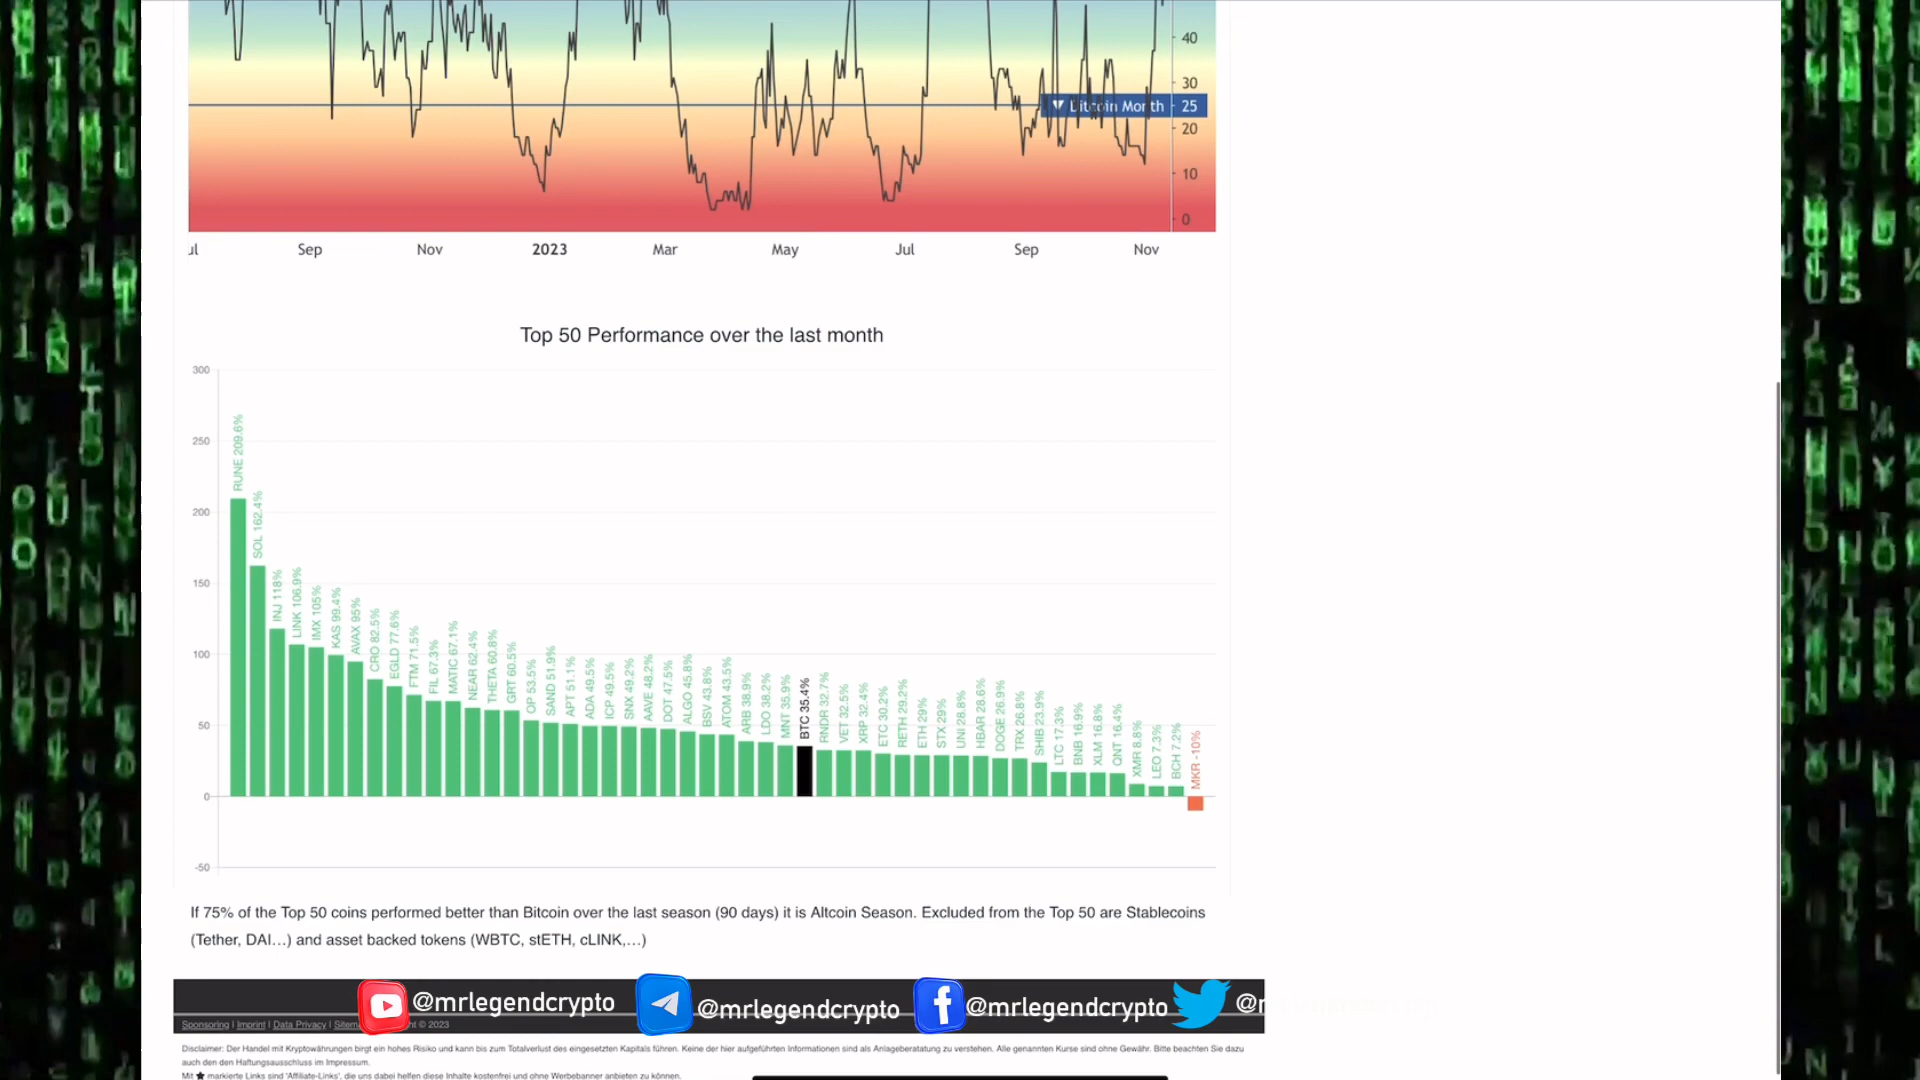 40
30
Bitcoin Month 25
20
10
0
Sep Nov 2023 Mar May Jul Sep Nov
Top 50 Performance over the last month
300
250
200
150
100
50
0
-50
RUNE 209.6%
SOL 162.4%
INJ 118%
LINK 106.9%
IMX 105%
KAS 99.4%
AVAX 95%
CRO 82.5%
EGLD 77.6%
FTM 71.5%
FIL 67.3%
MATIC 67.1%
NEAR 62.4%
THETA 60.8%
GRT 60.5%
OP 53.5%
SAND 51.9%
APT 51.1%
ADA 49.5%
ICP 49.5%
SNX 49.2%
AAVE 48.2%
DOT 47.5%
ALGO 45.8%
BSV 43.8%
ATOM 43.5%
ARB 38.9%
LDO 38.2%
MNT 35.9%
BTC 35.4%
RNDR 32.7%
VET 32.5%
XRP 32.4%
ETC 30.2%
RETH 29.2%
ETH 29%
STX 29%
UNI 28.8%
HBAR 28.6%
DOGE 26.9%
TRX 26.8%
SHIB 23.9%
LTC 17.3%
BNB 16.9%
XLM 16.8%
QNT 16.4%
XMR 8.8%
LEO 7.3%
BCH 7.2%
MKR -10%
If 75% of the Top 50 coins performed better than Bitcoin over the last season (90 days) it is Altcoin Season. Excluded from the Top 50 are Stablecoins
(Tether, DAI…) and asset backed tokens (WBTC, stETH, cLINK,…)
@mrlegendcrypto @mrlegendcrypto @mrlegendcrypto
Sponsoring | Imprint | Data Privacy | © 2023
Disclaimer: Der Handel mit Kryptowährungen birgt ein hohes Risiko und kann bis zum Totalverlust des eingesetzten Kapitals führen. Keine der hier aufgeführten Informationen sind als Anlageberatatung zu verstehen. Alle genannten Kurse sind ohne Gewähr. Bitte beachten Sie dazu
auch den den Haftungsausschluss im Impressum.
Mit ★ markierte Links sind 'Affiliate-Links', die uns dabei helfen diese Inhalte kostenfrei und ohne Werbebanner anbieten zu können.